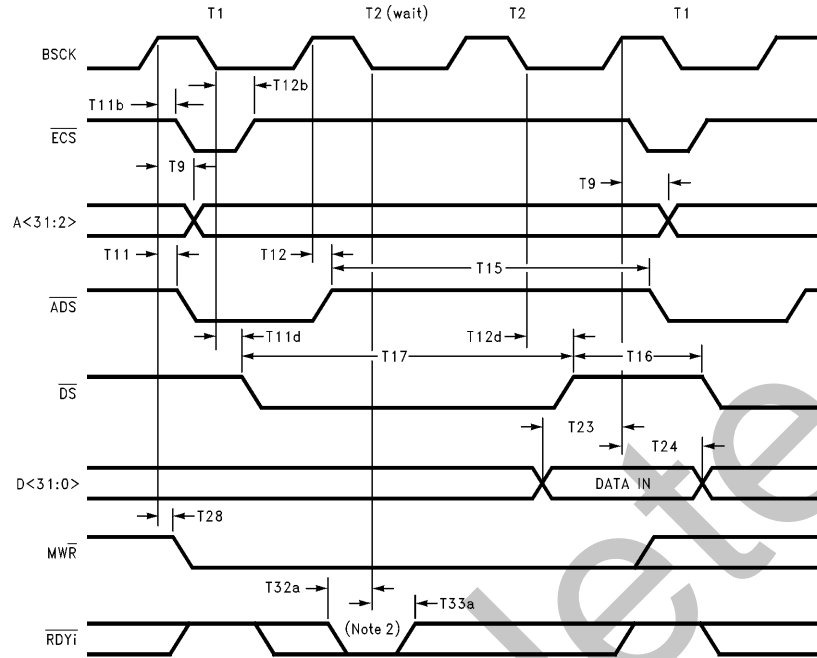 T1 T2 (wait) T2 T1
BSCK
T12b
T11b
ECS
T9 T9
A<31:2>
T11 T12 T15
ADS
T11d T12d
T17 T16
DS
T23
T24
D<31:0> DATA IN
T28
MWR
T32a T33a
(Note 2)
RDYi
lete